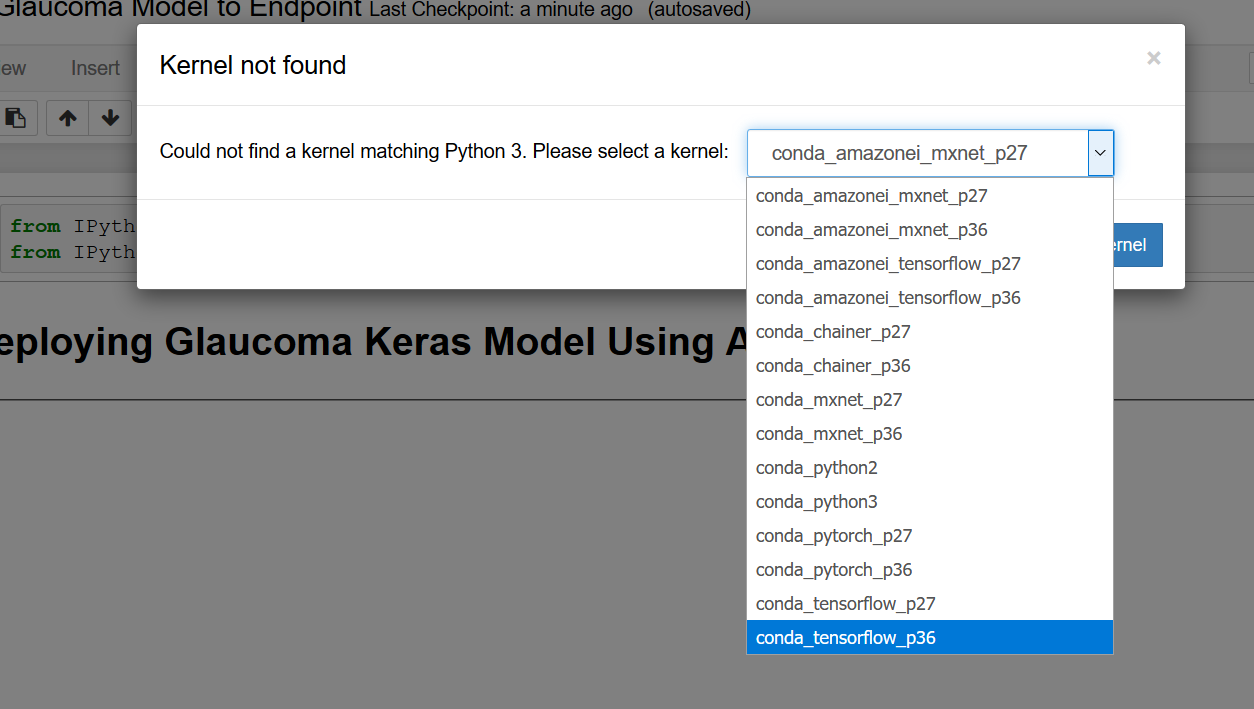 Glaucoma Model to Endpoint Last Checkpoint: a minute ago (autosaved)
Kernel not found
×
ew Insert
Could not find a kernel matching Python 3. Please select a kernel:
conda_amazonei_mxnet_p27
conda_amazonei_mxnet_p27
conda_amazonei_mxnet_p36
conda_amazonei_tensorflow_p27
conda_amazonei_tensorflow_p36
conda_chainer_p27
conda_chainer_p36
conda_mxnet_p27
conda_mxnet_p36
conda_python2
conda_python3
conda_pytorch_p27
conda_pytorch_p36
conda_tensorflow_p27
conda_tensorflow_p36
ernel
from IPyth
from IPyth
eploying Glaucoma Keras Model Using A